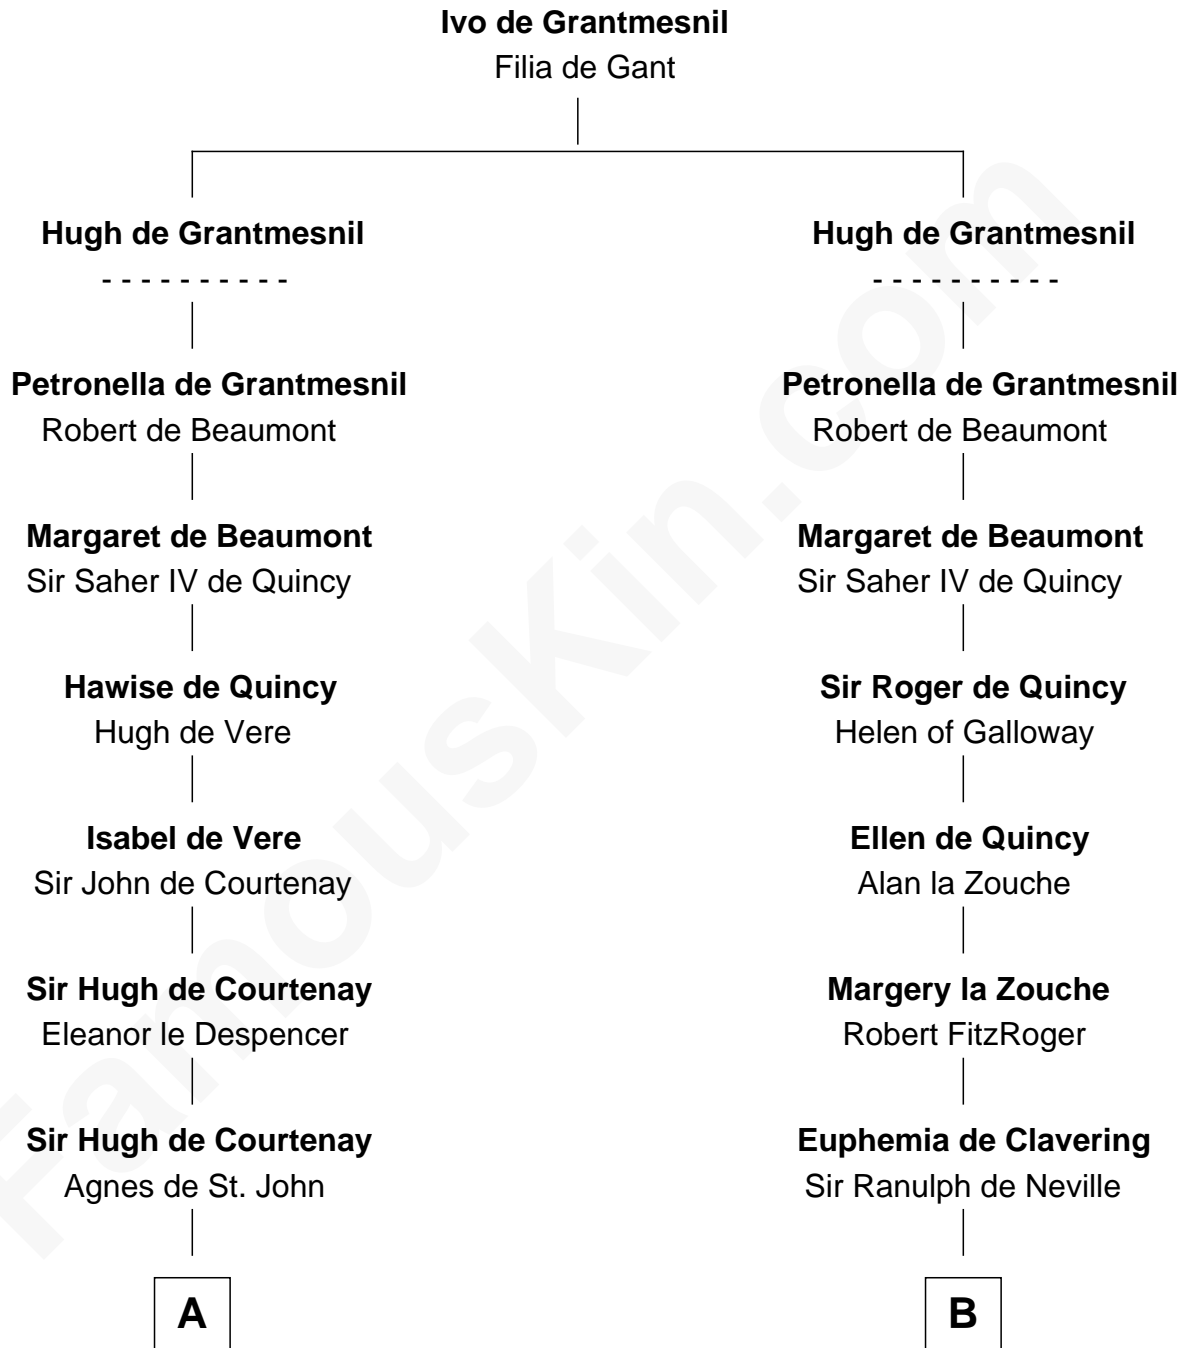 Ivo de Grantmesnil
Filia de Gant
Hugh de Grantmesnil
- - - - - - - - - -
Petronella de Grantmesnil
Robert de Beaumont
Margaret de Beaumont
Sir Saher IV de Quincy
Hawise de Quincy
Hugh de Vere
Isabel de Vere
Sir John de Courtenay
Sir Hugh de Courtenay
Eleanor le Despencer
Sir Hugh de Courtenay
Agnes de St. John
A
Hugh de Grantmesnil
- - - - - - - - - -
Petronella de Grantmesnil
Robert de Beaumont
Margaret de Beaumont
Sir Saher IV de Quincy
Sir Roger de Quincy
Helen of Galloway
Ellen de Quincy
Alan la Zouche
Margery la Zouche
Robert FitzRoger
Euphemia de Clavering
Sir Ranulph de Neville
B
FamousKin.com